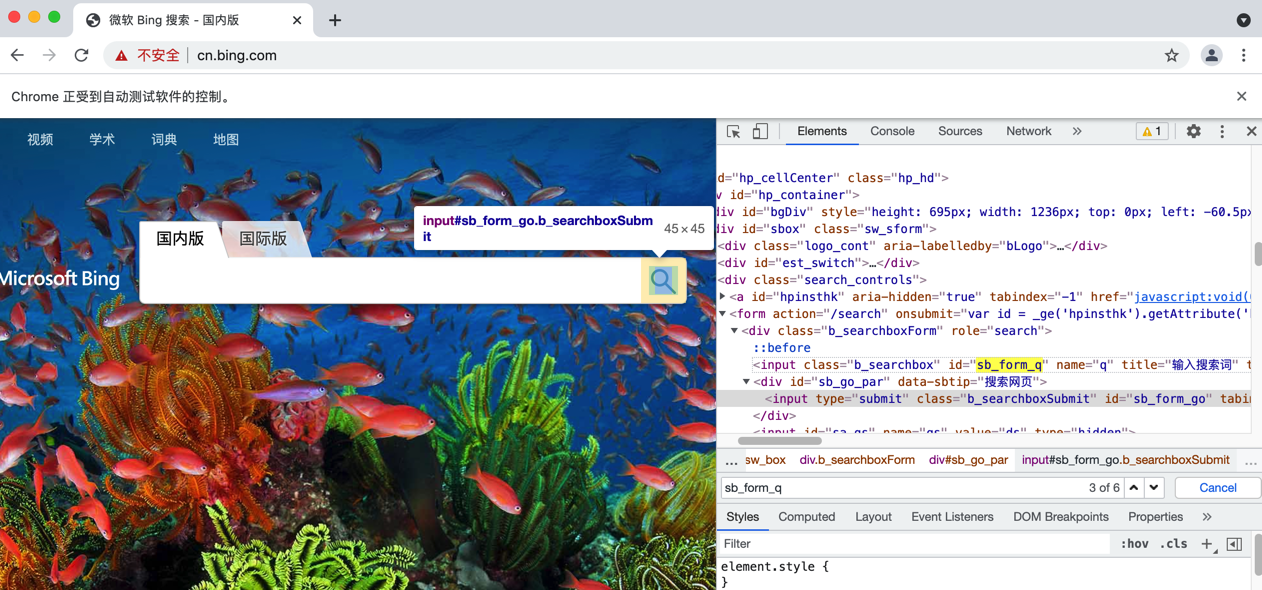 微软 Bing 搜索 - 国内版
不安全 cn.bing.com
Chrome 正受到自动测试软件的控制。
视频 学术 词典 地图
input#sb_form_go.b_searchboxSubm
it
45×45
国内版 国际版
Microsoft Bing
Elements Console Sources Network » 1
d="hp_cellCenter" class="hp_hd">
v id="hp_container">
div id="bgDiv" style="height: 695px; width: 1236px; top: 0px; left: -60.5px
div id="sbox" class="sw_sform">
<div class="logo_cont" aria-labelledby="bLogo">…</div>
<div id="est_switch">…</div>
<div class="search_controls">
<a id="hpinsthk" aria-hidden="true" tabindex="-1" href="javascript:void(
<form action="/search" onsubmit="var id = _ge('hpinsthk').getAttribute('
<div class="b_searchboxForm" role="search">
::before
<input class="b_searchbox" id="sb_form_q" name="q" title="输入搜索词" t
<div id="sb_go_par" data-sbtip="搜索网页">
<input type="submit" class="b_searchboxSubmit" id="sb_form_go" tabin
</div>
<input id="sa_qs" name="qs" value="ds" type="hidden">
… sw_box div.b_searchboxForm div#sb_go_par input#sb_form_go.b_searchboxSubmit …
sb_form_q 3 of 6 Cancel
Styles Computed Layout Event Listeners DOM Breakpoints Properties »
Filter :hov .cls +
element.style {
}